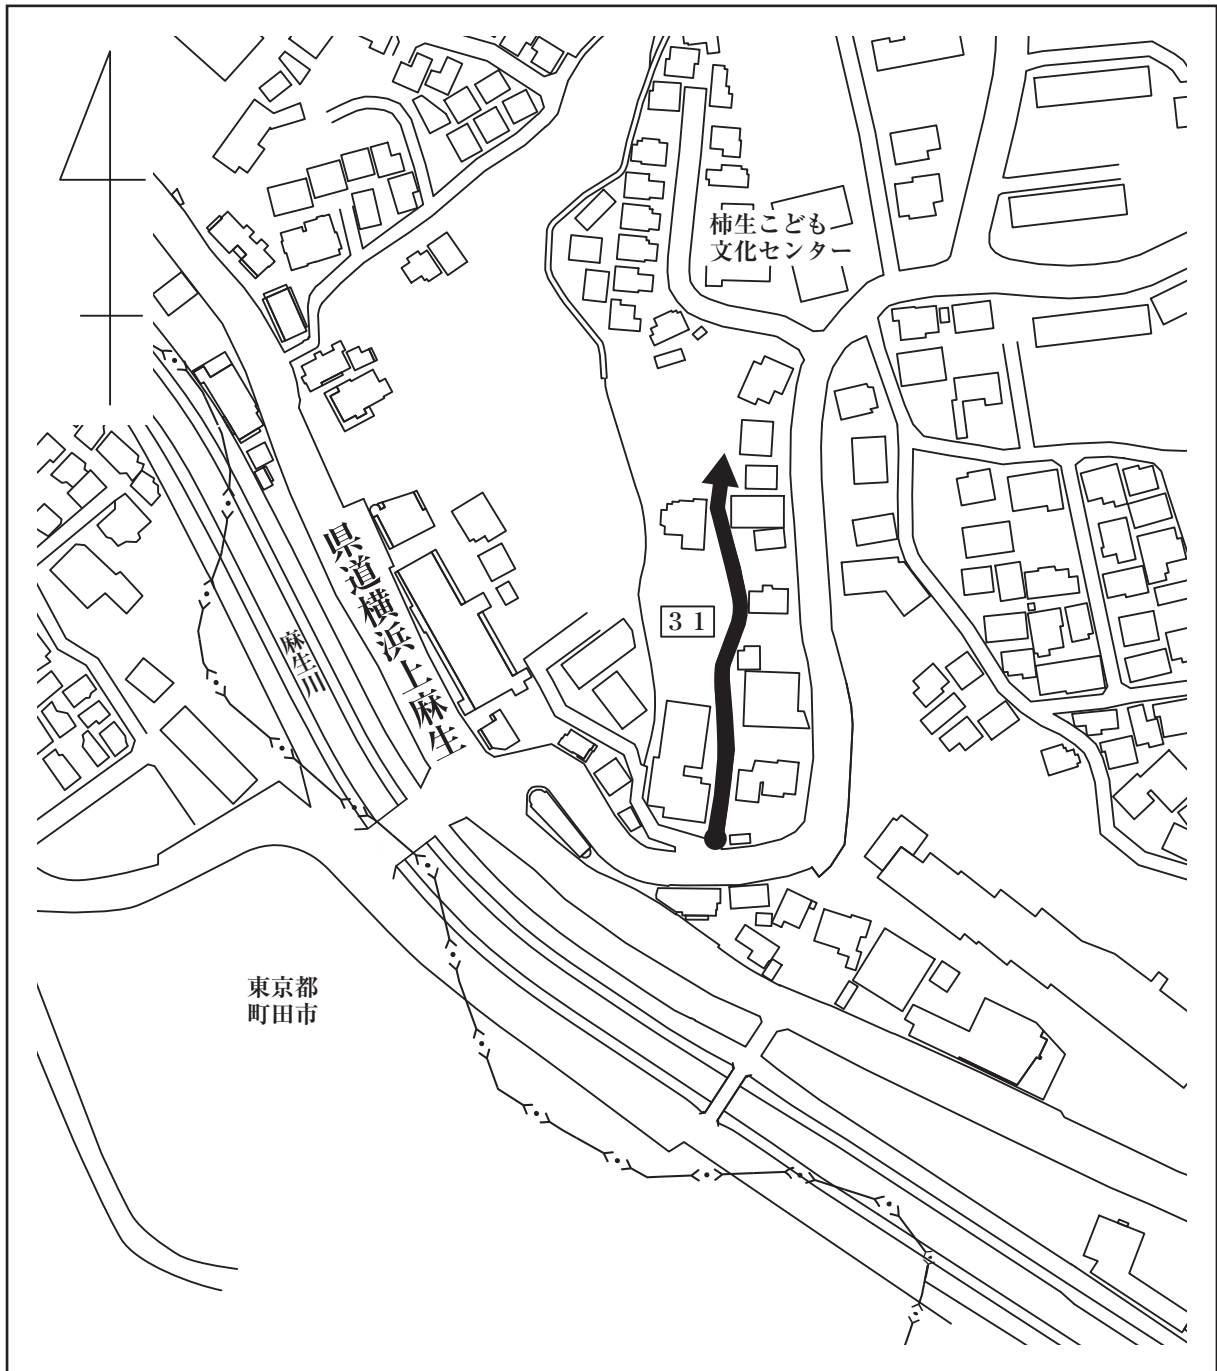 柿生こども
文化センター
県道横浜上麻生
３１
麻生川
東京都
町田市